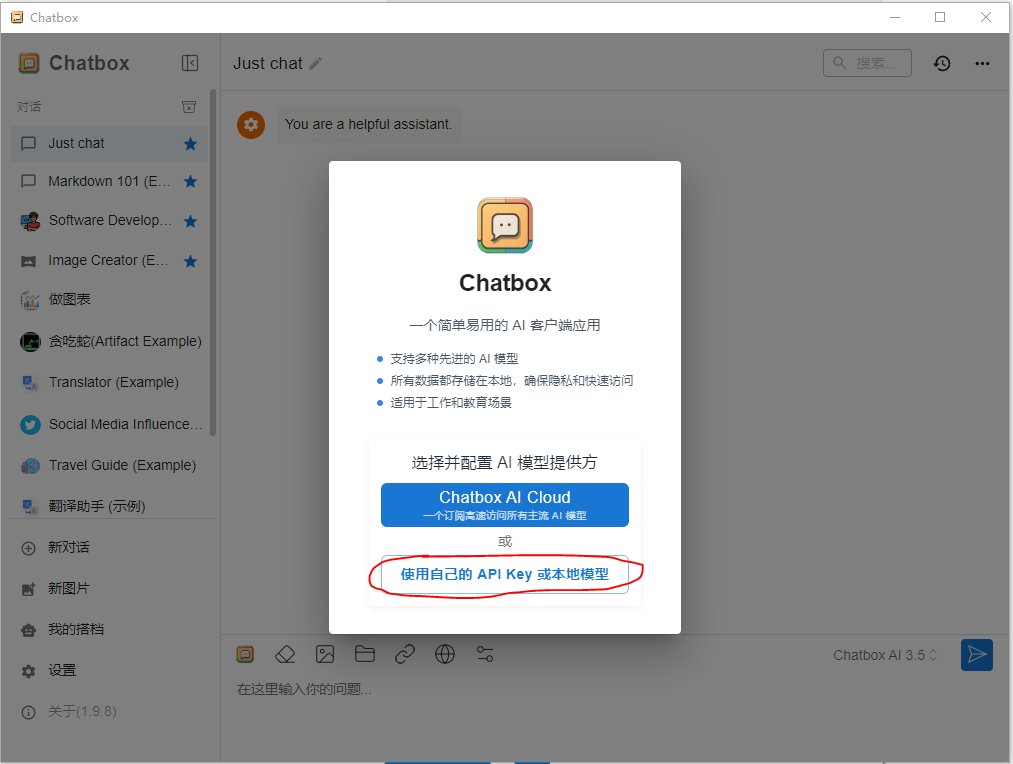 Chatbox
Chatbox
Just chat
搜索...
对话
You are a helpful assistant.
Just chat
Markdown 101 (E...
Software Develop...
Image Creator (E...
做图表
贪吃蛇(Artifact Example)
Translator (Example)
Social Media Influence...
Travel Guide (Example)
翻译助手 (示例)
新对话
新图片
我的搭档
设置
关于(1.9.8)
Chatbox
一个简单易用的 AI 客户端应用
支持多种先进的 AI 模型
所有数据都存储在本地，确保隐私和快速访问
适用于工作和教育场景
选择并配置 AI 模型提供方
Chatbox AI Cloud
一个订阅高速访问所有主流 AI 模型
或
使用自己的 API Key 或本地模型
Chatbox AI 3.5
在这里输入你的问题...